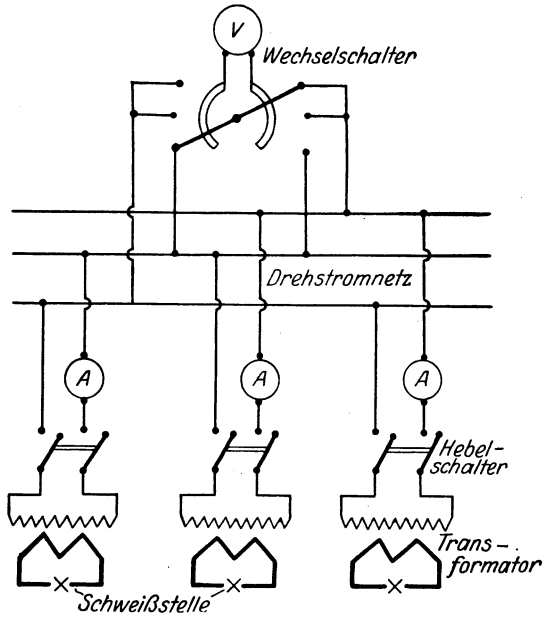 V
Wechselschalter
Drehstromnetz
A
A
A
Hebel-
schalter
Trans-
formator
Schweißstelle